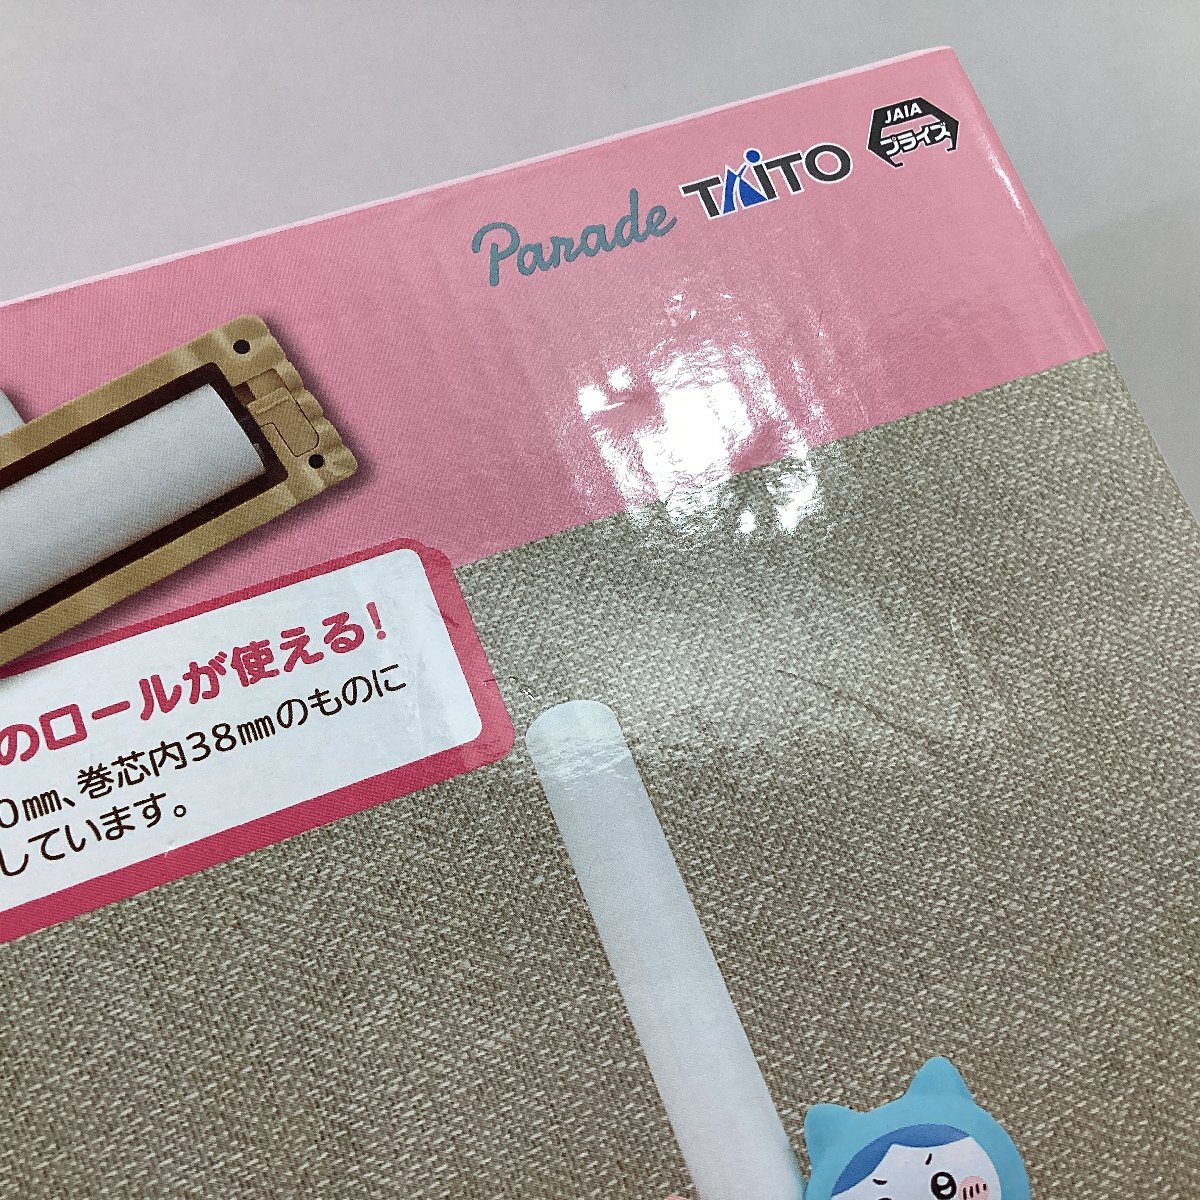 Parade TAiTO JAIA プライズ
のロールが使える!
0mm、巻芯内38mmのものに
しています。